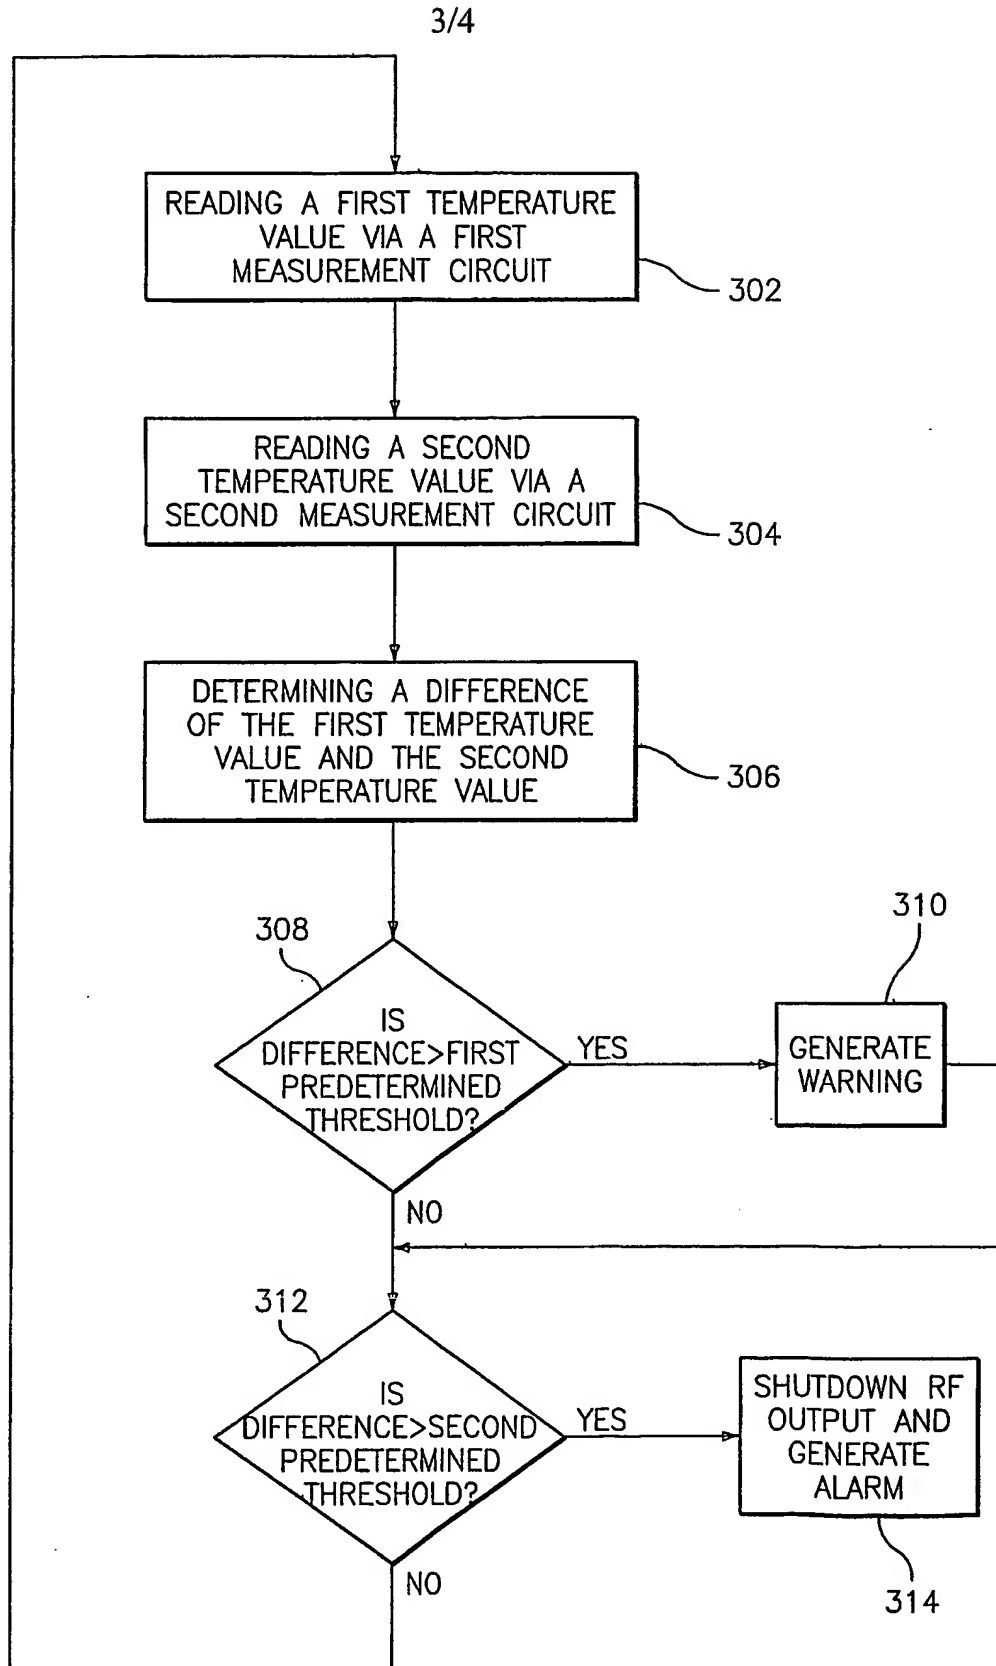 3/4
READING A FIRST TEMPERATURE
VALUE VIA A FIRST
MEASUREMENT CIRCUIT
302
READING A SECOND
TEMPERATURE VALUE VIA A
SECOND MEASUREMENT CIRCUIT
304
DETERMINING A DIFFERENCE
OF THE FIRST TEMPERATURE
VALUE AND THE SECOND
TEMPERATURE VALUE
306
308
IS
DIFFERENCE>FIRST
PREDETERMINED
THRESHOLD?
YES
310
GENERATE
WARNING
NO
312
IS
DIFFERENCE>SECOND
PREDETERMINED
THRESHOLD?
YES
SHUTDOWN RF
OUTPUT AND
GENERATE
ALARM
314
NO